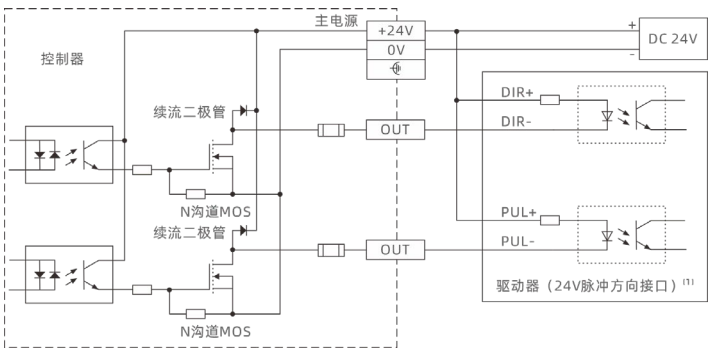 主电源
+24V
0V
+
-
DC 24V
控制器
续流二极管
DIR+
DIR-
OUT
N沟道MOS
续流二极管
PUL+
PUL-
OUT
驱动器（24V脉冲方向接口）[1]
N沟道MOS